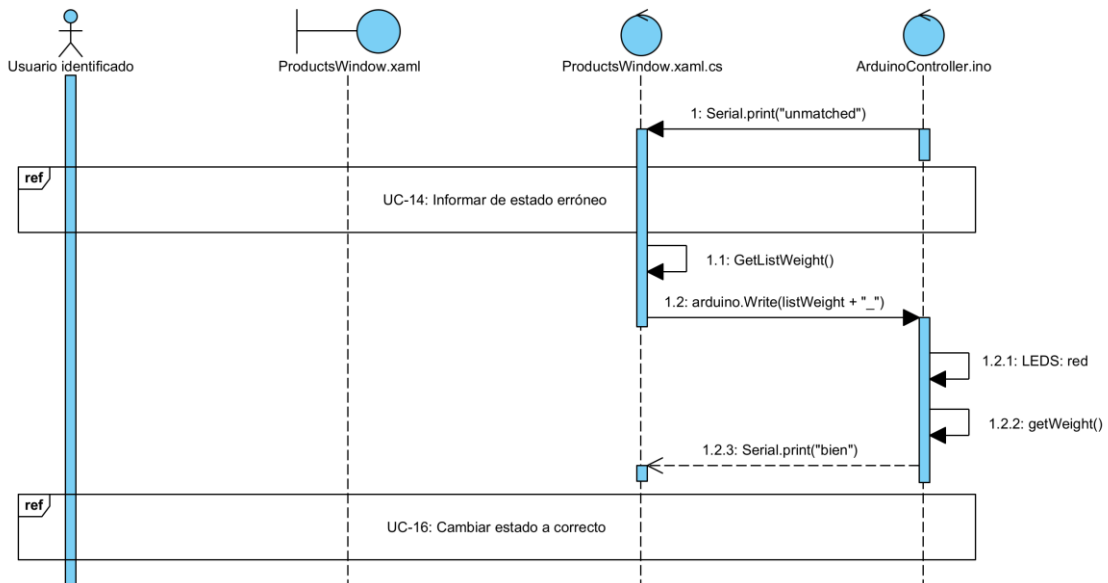 Usuario identificado
ProductsWindow.xaml
ProductsWindow.xaml.cs
ArduinoController.ino
1: Serial.print("unmatched")
ref
UC-14: Informar de estado erróneo
1.1: GetListWeight()
1.2: arduino.Write(listWeight + "_")
1.2.1: LEDS: red
1.2.2: getWeight()
1.2.3: Serial.print("bien")
ref
UC-16: Cambiar estado a correcto